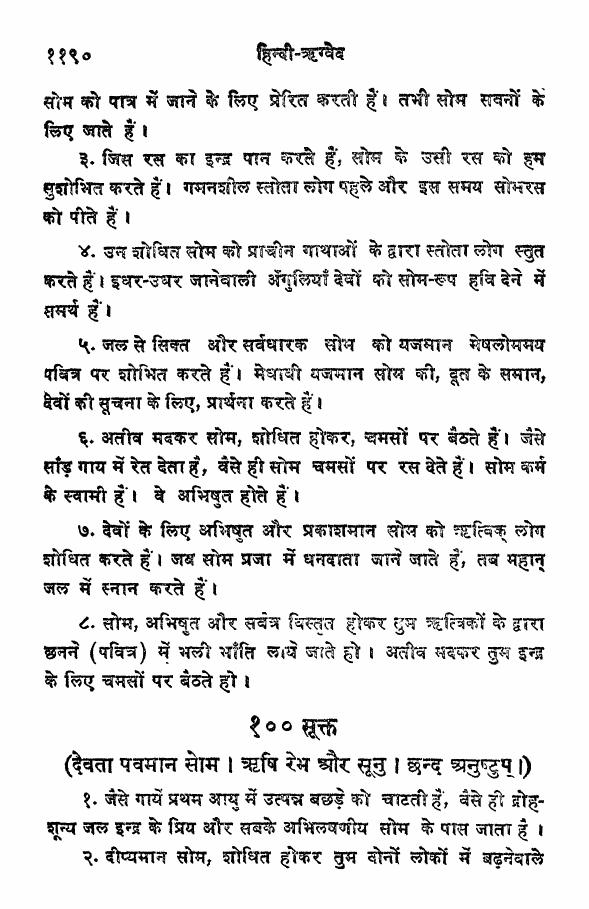 ११९० हिन्दी-ऋग्वेद
सोम को पात्र में जाने के लिए प्रेरित करती हैं। तभी सोम सवनों के
लिए जाते हैं।
३. जिस रस का इन्द्र पान करते हैं, सोम के उसी रस को हम
सुशोभित करते हैं। गमनशील स्तोता लोग पहले और इस समय सोमरस
को पीते हैं।
४. उन शोधित सोम को प्राचीन गाथाओं के द्वारा स्तोता लोग स्तुत
करते हैं। इधर-उधर जानेवाली अँगुलियाँ देवों को सोम-रूप हवि देने में
समर्थ हैं।
५. जल से सिक्त और सर्वधारक सोम को यजमान मेषलोममय
पवित्र पर शोधित करते हैं। मेधावी यजमान सोम की, दूत के समान,
देवों की सूचना के लिए, प्रार्थना करते हैं।
६. अतीव मदकर सोम, शोधित होकर, चमसों पर बैठते हैं। जैसे
साँड़ गाय में रेत देता है, वैसे ही सोम चमसों पर रस देते हैं। सोम कर्म
के स्वामी हैं। वे अभिषुत होते हैं।
७. देवों के लिए अभिषुत और प्रकाशमान सोम को ऋत्विक् लोग
शोधित करते हैं। जब सोम प्रजा में धनदाता जाने जाते हैं, तब महान्
जल में स्नान करते हैं।
८. सोम, अभिषुत और सर्वत्र विस्तृत होकर तुम ऋत्विकों के द्वारा
छनने (पवित्र) में भली भाँति लाये जाते हो। अतीव मदकर तुम इन्द्र
के लिए चमसों पर बैठते हो।
१०० सूक्त
(देवता पवमान सोम। ऋषि रेभ और सूनु। छन्द अनुष्टुप्।)
१. जैसे गायें प्रथम आयु में उत्पन्न बछड़े को चाटती हैं, वैसे ही द्रोह-
शून्य जल इन्द्र के प्रिय और सबके अभिलषणीय सोम के पास जाता है।
२. दीप्यमान सोम, शोधित होकर तुम दोनों लोकों में बढ़नेवाले